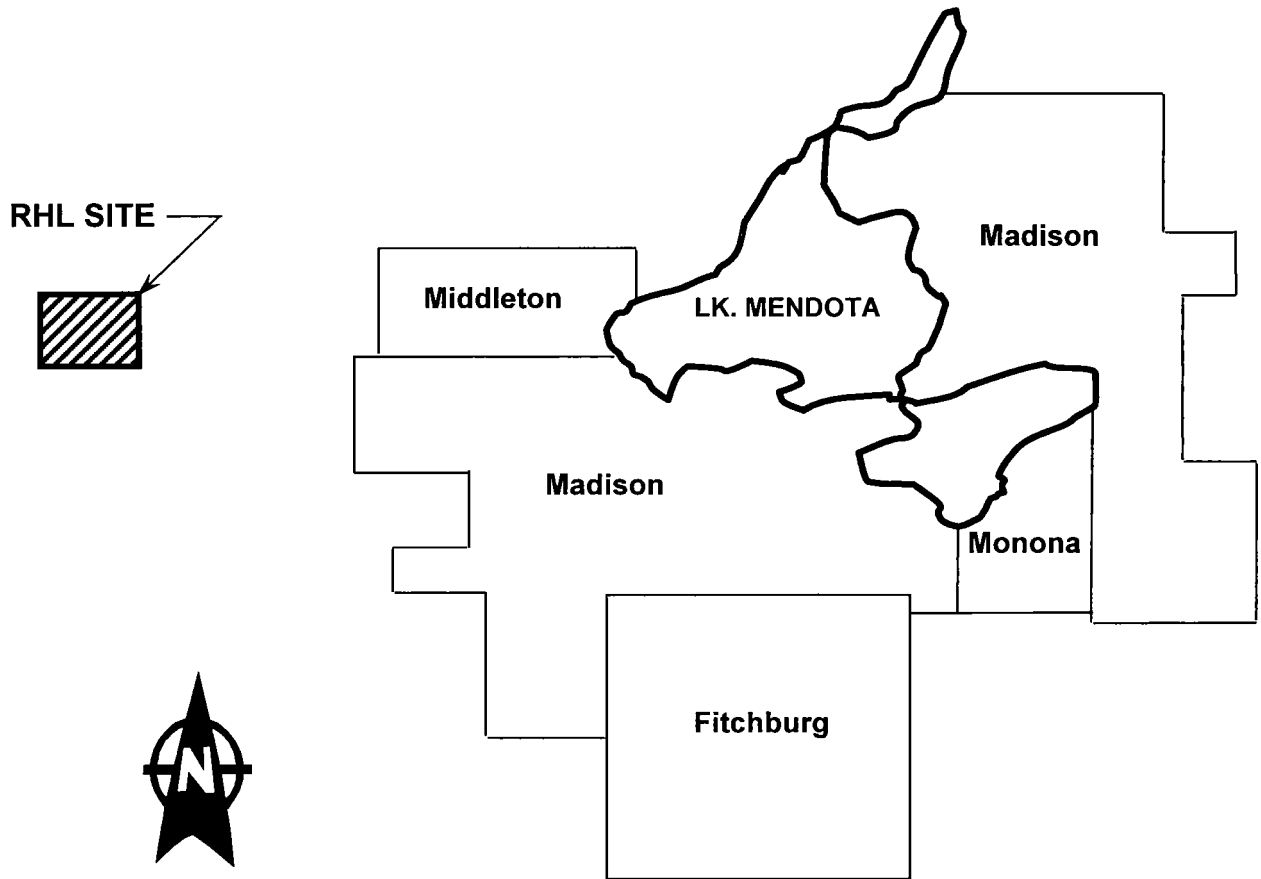 RHL SITE
Middleton
Madison
LK. MENDOTA
Madison
Monona
Fitchburg
N